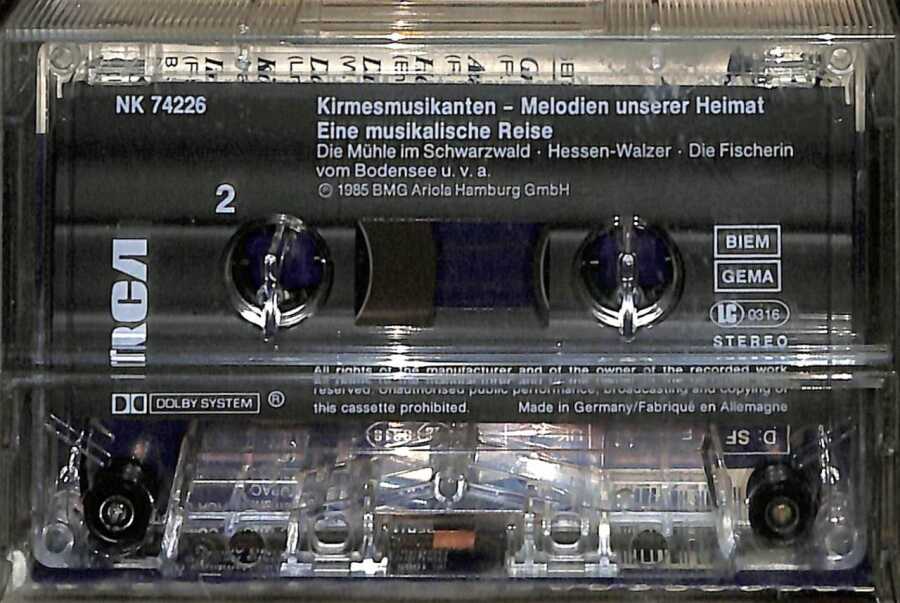 NK 74226
Kirmesmusikanten – Melodien unserer Heimat
Eine musikalische Reise
Die Mühle im Schwarzwald · Hessen-Walzer · Die Fischerin
vom Bodensee u. v. a.
℗ 1985 BMG Ariola Hamburg GmbH
2
RCA
BIEM
GEMA
LC 0316
STEREO
All rights of the manufacturer and of the owner of the recorded work
reserved. Unauthorised public performance, broadcasting and copying of
this cassette prohibited.
DOLBY SYSTEM ®
Made in Germany/Fabriqué en Allemagne
D: SF